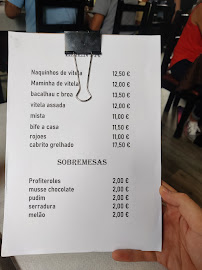 Naquinhos de vitela 12,50 €
Maminha de vitela 12,00 €
bacalhau c broa 13,50 €
vitela assada 12,00 €
mista 11,00 €
bife a casa 11,50 €
rojoes 11,00 €
cabrito grelhado 17,50 €
SOBREMESAS
Profiteroles 2,00 €
musse chocolate 2,00 €
pudim 2,00 €
serradura 2,00 €
melão 2,00 €